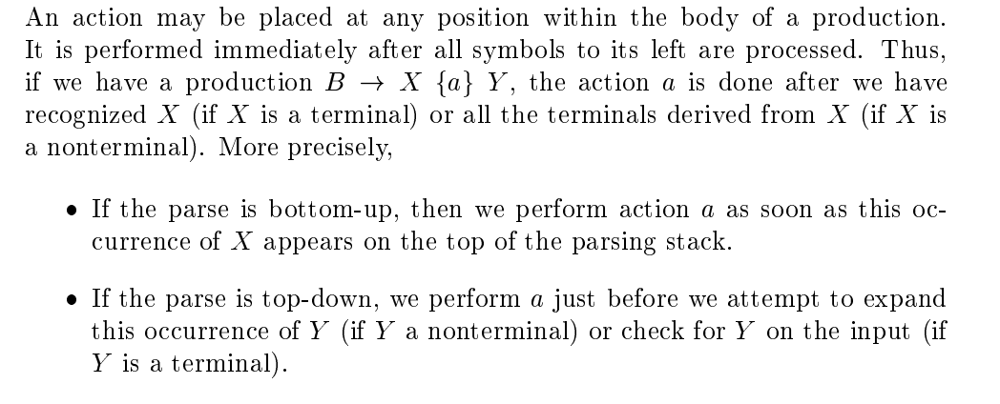 An action may be placed at any position within the body of a production.
It is performed immediately after all symbols to its left are processed. Thus,
if we have a production B → X {a} Y, the action a is done after we have
recognized X (if X is a terminal) or all the terminals derived from X (if X is
a nonterminal). More precisely,
• If the parse is bottom-up, then we perform action a as soon as this oc-
currence of X appears on the top of the parsing stack.
• If the parse is top-down, we perform a just before we attempt to expand
this occurrence of Y (if Y a nonterminal) or check for Y on the input (if
Y is a terminal).